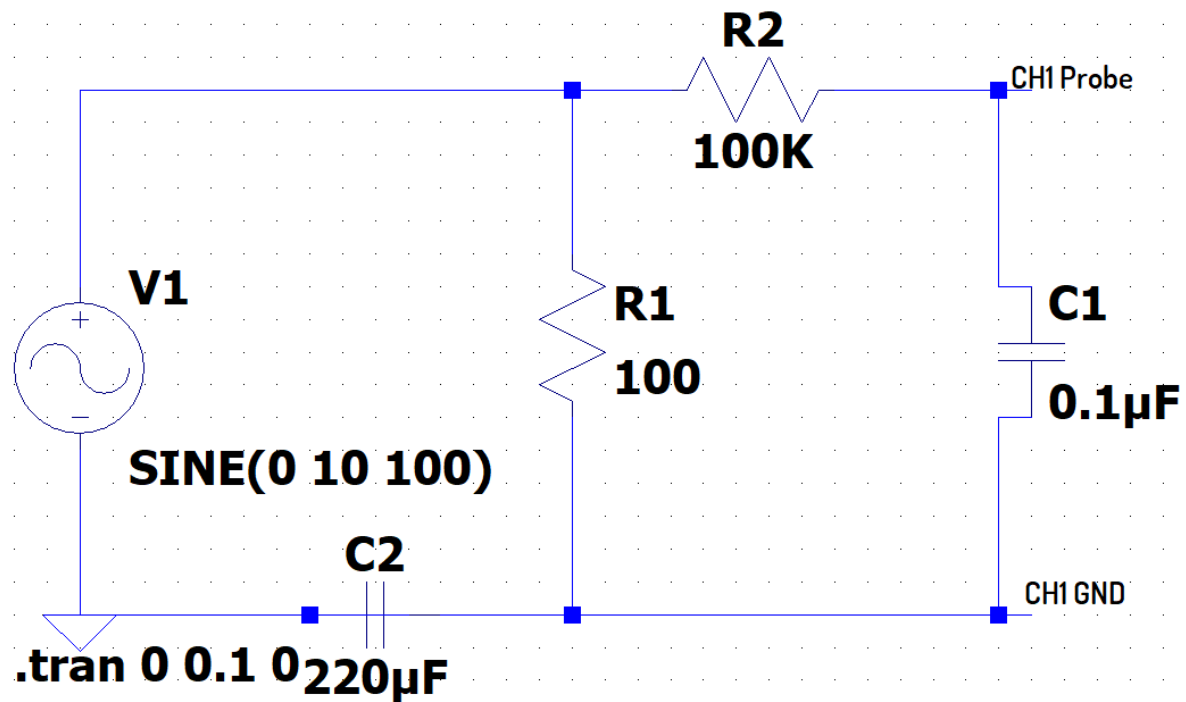 R2
CH1 Probe
100K
V1
R1
C1
100
0.1µF
SINE(0 10 100)
C2
CH1 GND
.tran 0 0.1 0
220µF